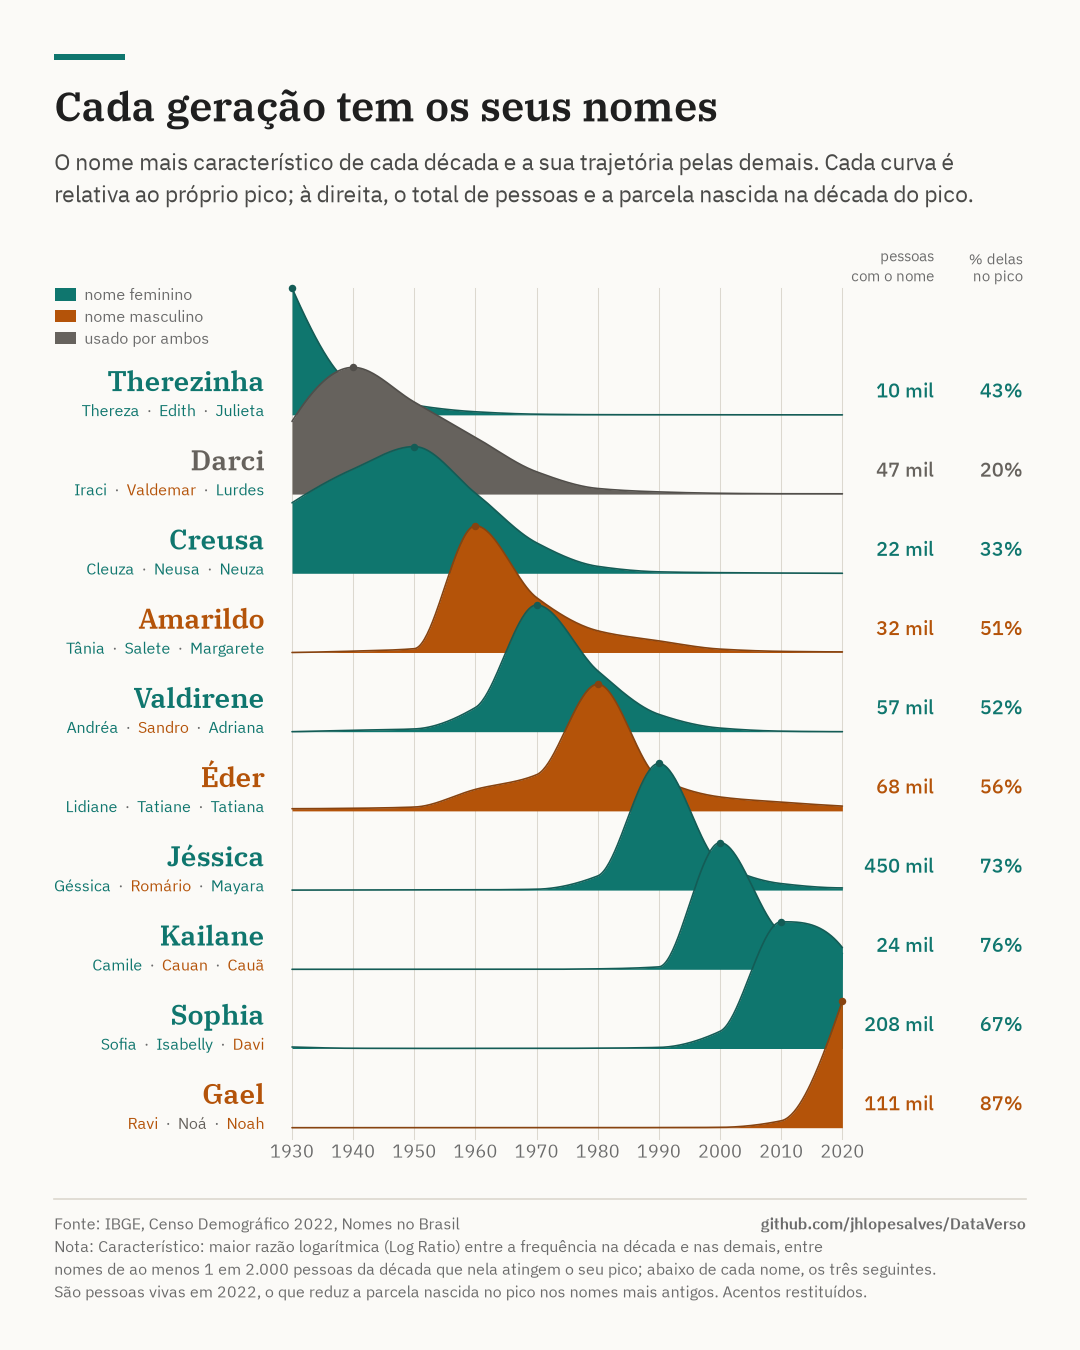 Cada geração tem os seus nomes
O nome mais característico de cada década e a sua trajetória pelas demais. Cada curva é
relativa ao próprio pico; à direita, o total de pessoas e a parcela nascida na década do pico.
pessoas
com o nome
% delas
no pico
nome feminino
nome masculino
usado por ambos
Therezinha
Thereza · Edith · Julieta
10 mil 43%
Darci
Iraci · Valdemar · Lurdes
47 mil 20%
Creusa
Cleuza · Neusa · Neuza
22 mil 33%
Amarildo
Tânia · Salete · Margarete
32 mil 51%
Valdirene
Andréa · Sandro · Adriana
57 mil 52%
Éder
Lidiane · Tatiane · Tatiana
68 mil 56%
Jéssica
Géssica · Romário · Mayara
450 mil 73%
Kailane
Camile · Cauan · Cauã
24 mil 76%
Sophia
Sofia · Isabelly · Davi
208 mil 67%
Gael
Ravi · Noá · Noah
111 mil 87%
1930 1940 1950 1960 1970 1980 1990 2000 2010 2020
Fonte: IBGE, Censo Demográfico 2022, Nomes no Brasil
github.com/jhlopesalves/DataVerso
Nota: Característico: maior razão logarítmica (Log Ratio) entre a frequência na década e nas demais, entre
nomes de ao menos 1 em 2.000 pessoas da década que nela atingem o seu pico; abaixo de cada nome, os três seguintes.
São pessoas vivas em 2022, o que reduz a parcela nascida no pico nos nomes mais antigos. Acentos restituídos.